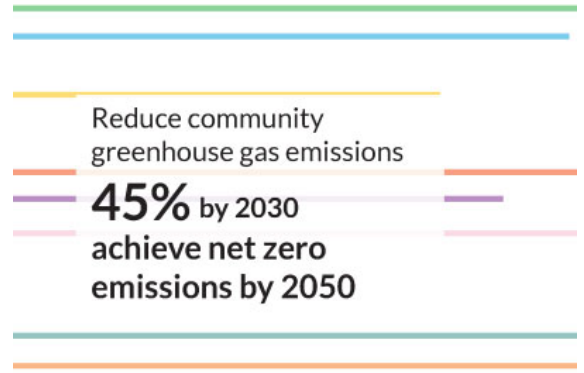 Reduce community
greenhouse gas emissions
45% by 2030
achieve net zero
emissions by 2050